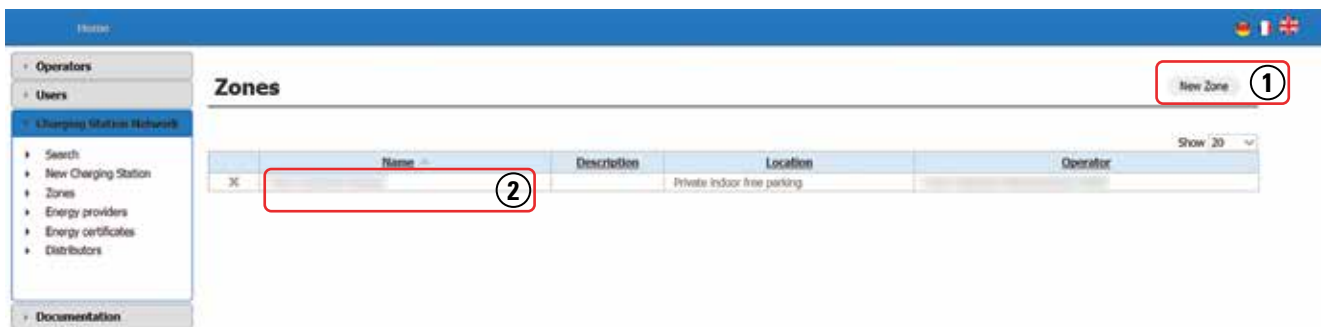 Home
Operators
Users
Charging Station Network
Search
New Charging Station
Zones
Energy providers
Energy certificates
Distributors
Documentation
Zones
New Zone ①
Show 20
Name Description Location Operator
② Private indoor free parking